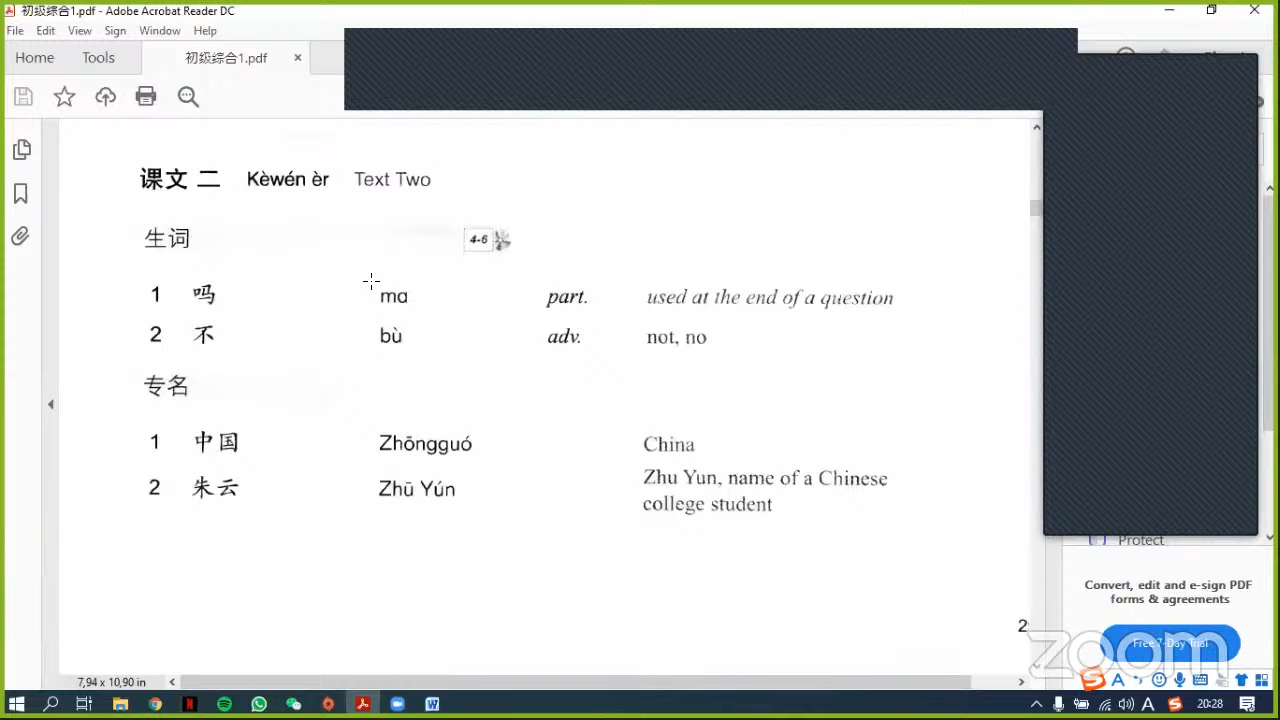 初级综合1.pdf - Adobe Acrobat Reader DC
File Edit View Sign Window Help
Home Tools 初级综合1.pdf ×
课文 二 Kèwén èr Text Two
生词 4-6
1 吗 ma part. used at the end of a question
2 不 bù adv. not, no
专名
1 中国 Zhōngguó China
2 朱云 Zhū Yún Zhu Yun, name of a Chinese
college student
Protect
Convert, edit and e-sign PDF
forms & agreements
Free 7-Day Trial
2
zoom
7,94 x 10,90 in
20:28